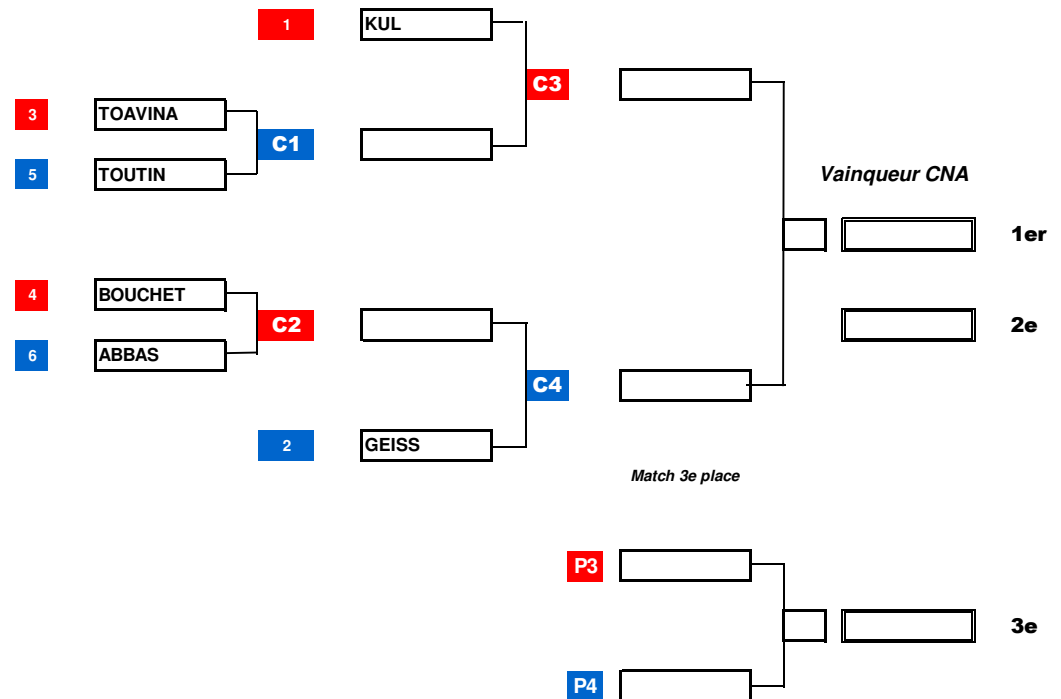 1 KUL
C3
3 TOAVINA
C1
5 TOUTIN
Vainqueur CNA
1er
4 BOUCHET
C2
2e
6 ABBAS
C4
2 GEISS
Match 3e place
P3
3e
P4